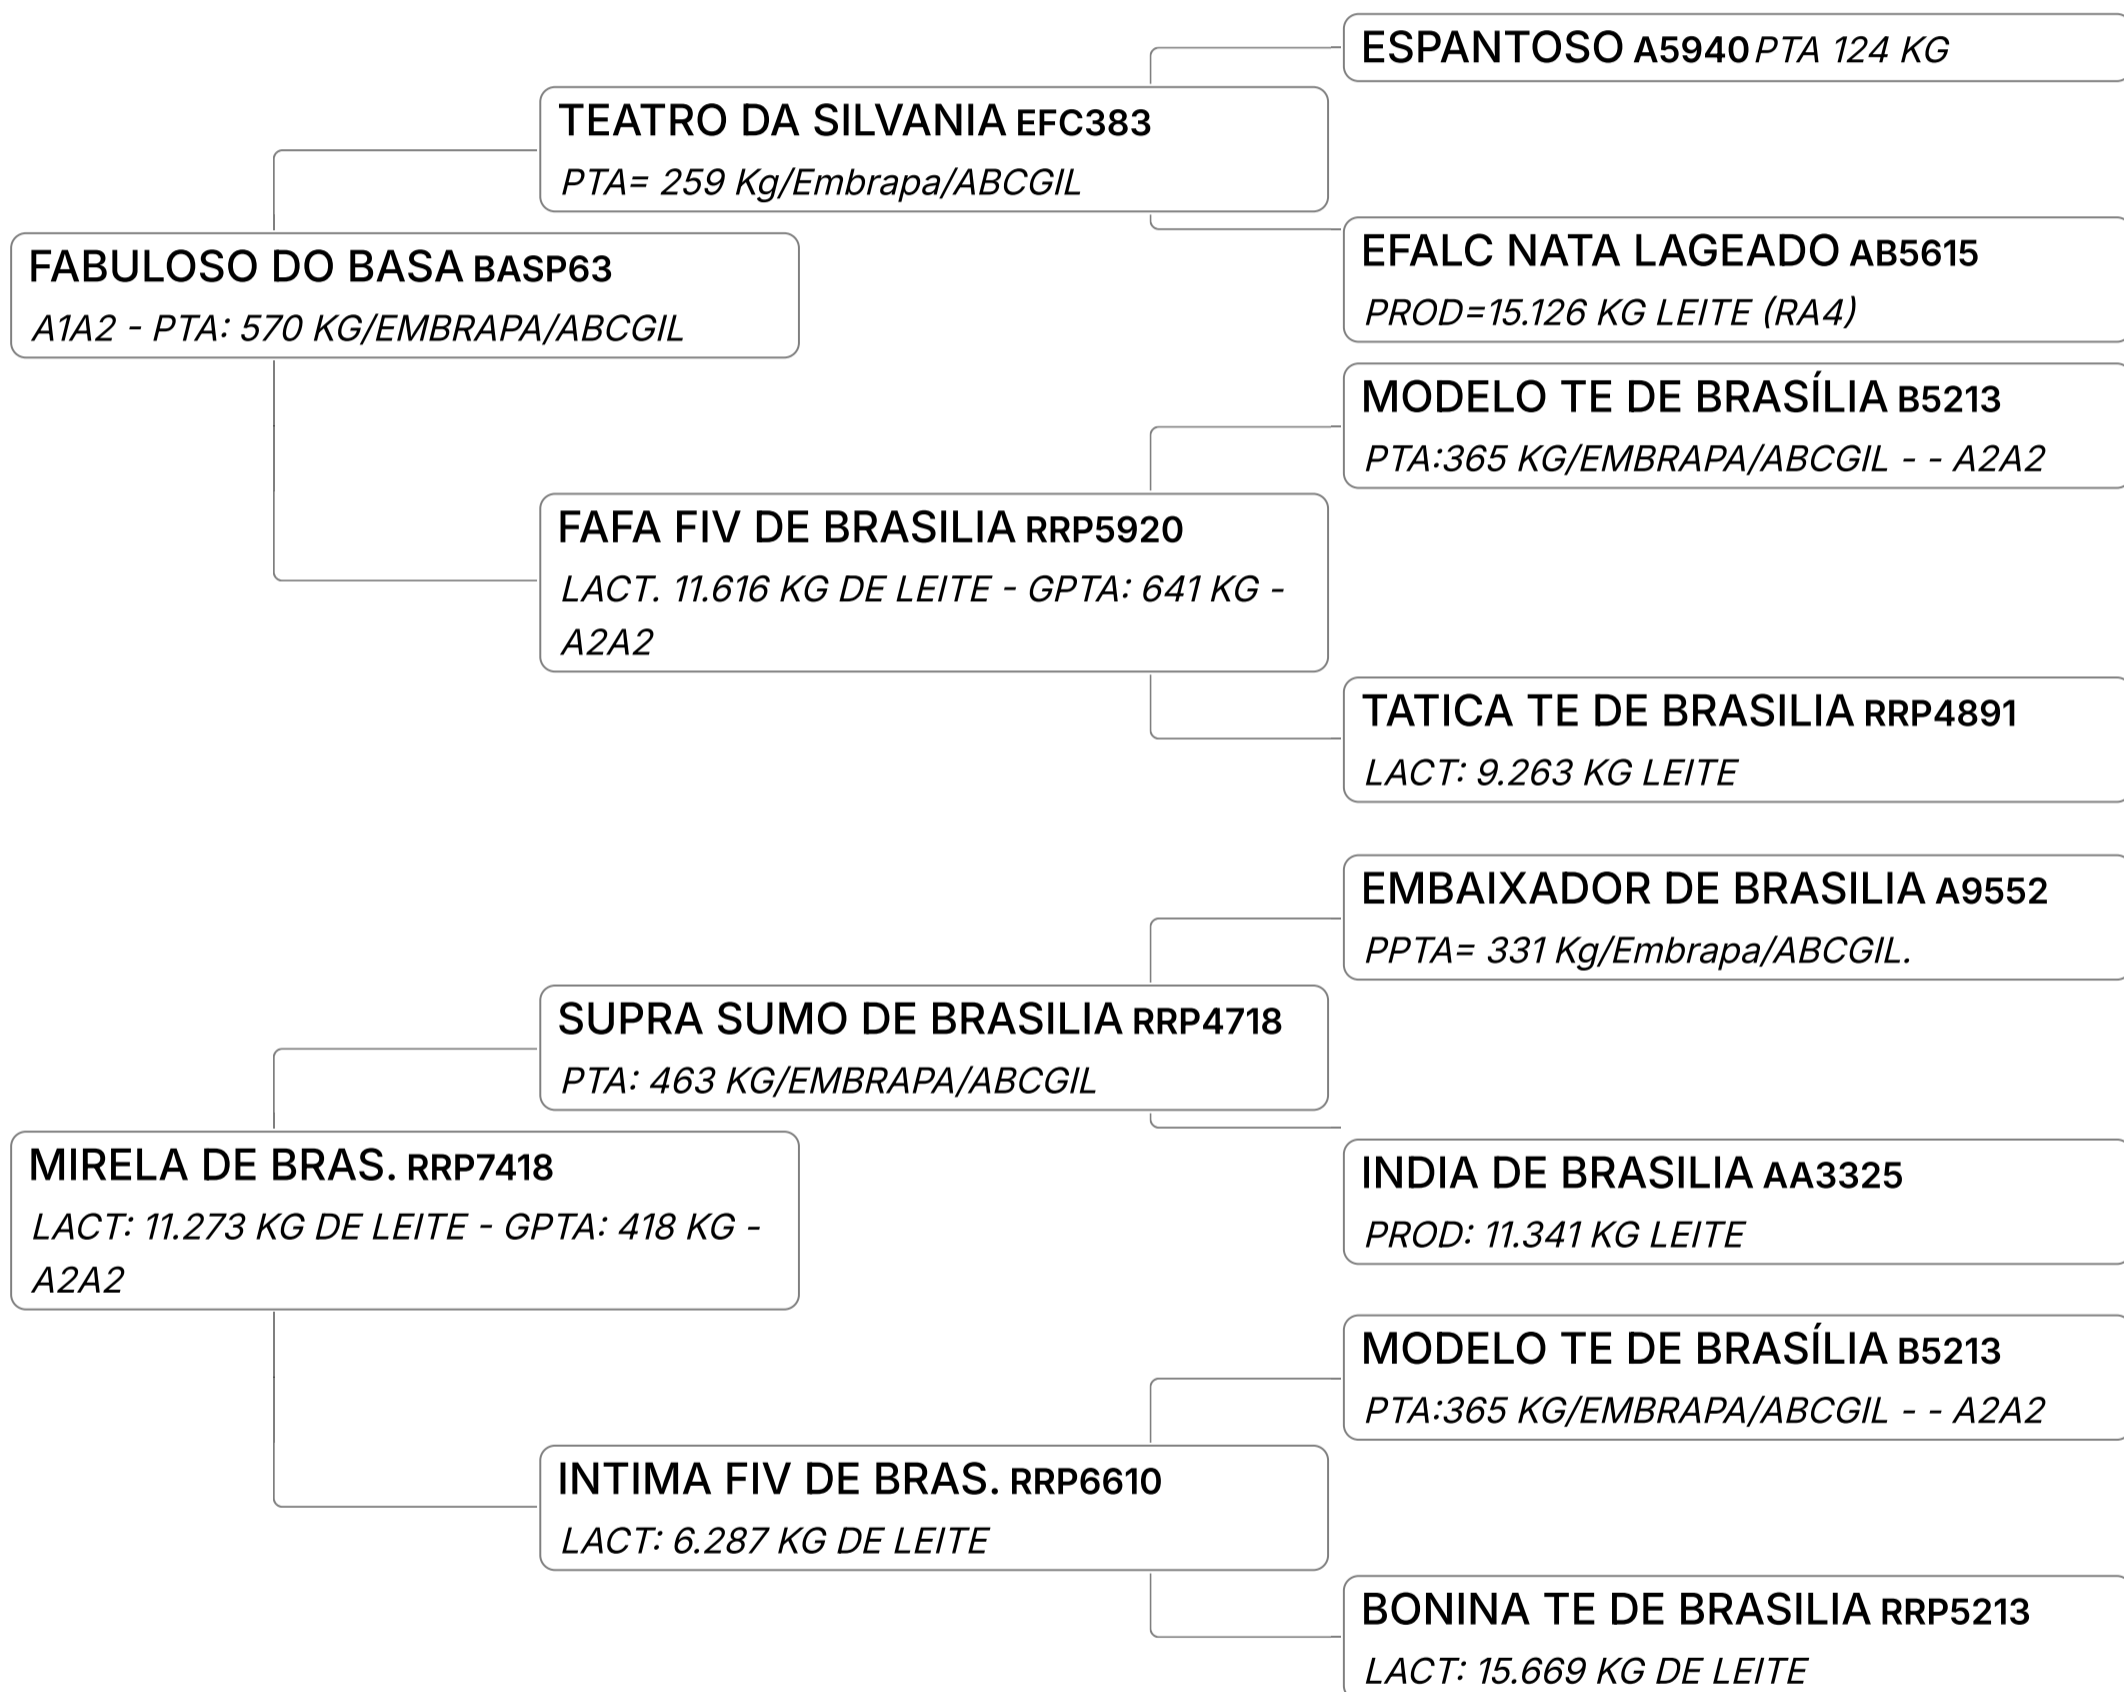 ESPANTOSO A5940 PTA 124 KG
TEATRO DA SILVANIA EFC383
PTA= 259 Kg/Embrapa/ABCGIL
EFALC NATA LAGEADO AB5615
PROD=15.126 KG LEITE (RA4)
FABULOSO DO BASA BASP63
A1A2 - PTA: 570 KG/EMBRAPA/ABCGIL
MODELO TE DE BRASÍLIA B5213
PTA:365 KG/EMBRAPA/ABCGIL - - A2A2
FAFA FIV DE BRASILIA RRP5920
LACT. 11.616 KG DE LEITE - GPTA: 641 KG -
A2A2
TATICA TE DE BRASILIA RRP4891
LACT: 9.263 KG LEITE
EMBAIXADOR DE BRASILIA A9552
PPTA= 331 Kg/Embrapa/ABCGIL.
SUPRA SUMO DE BRASILIA RRP4718
PTA: 463 KG/EMBRAPA/ABCGIL
INDIA DE BRASILIA AA3325
PROD: 11.341 KG LEITE
MIRELA DE BRAS. RRP7418
LACT: 11.273 KG DE LEITE - GPTA: 418 KG -
A2A2
MODELO TE DE BRASÍLIA B5213
PTA:365 KG/EMBRAPA/ABCGIL - - A2A2
INTIMA FIV DE BRAS. RRP6610
LACT: 6.287 KG DE LEITE
BONINA TE DE BRASILIA RRP5213
LACT: 15.669 KG DE LEITE